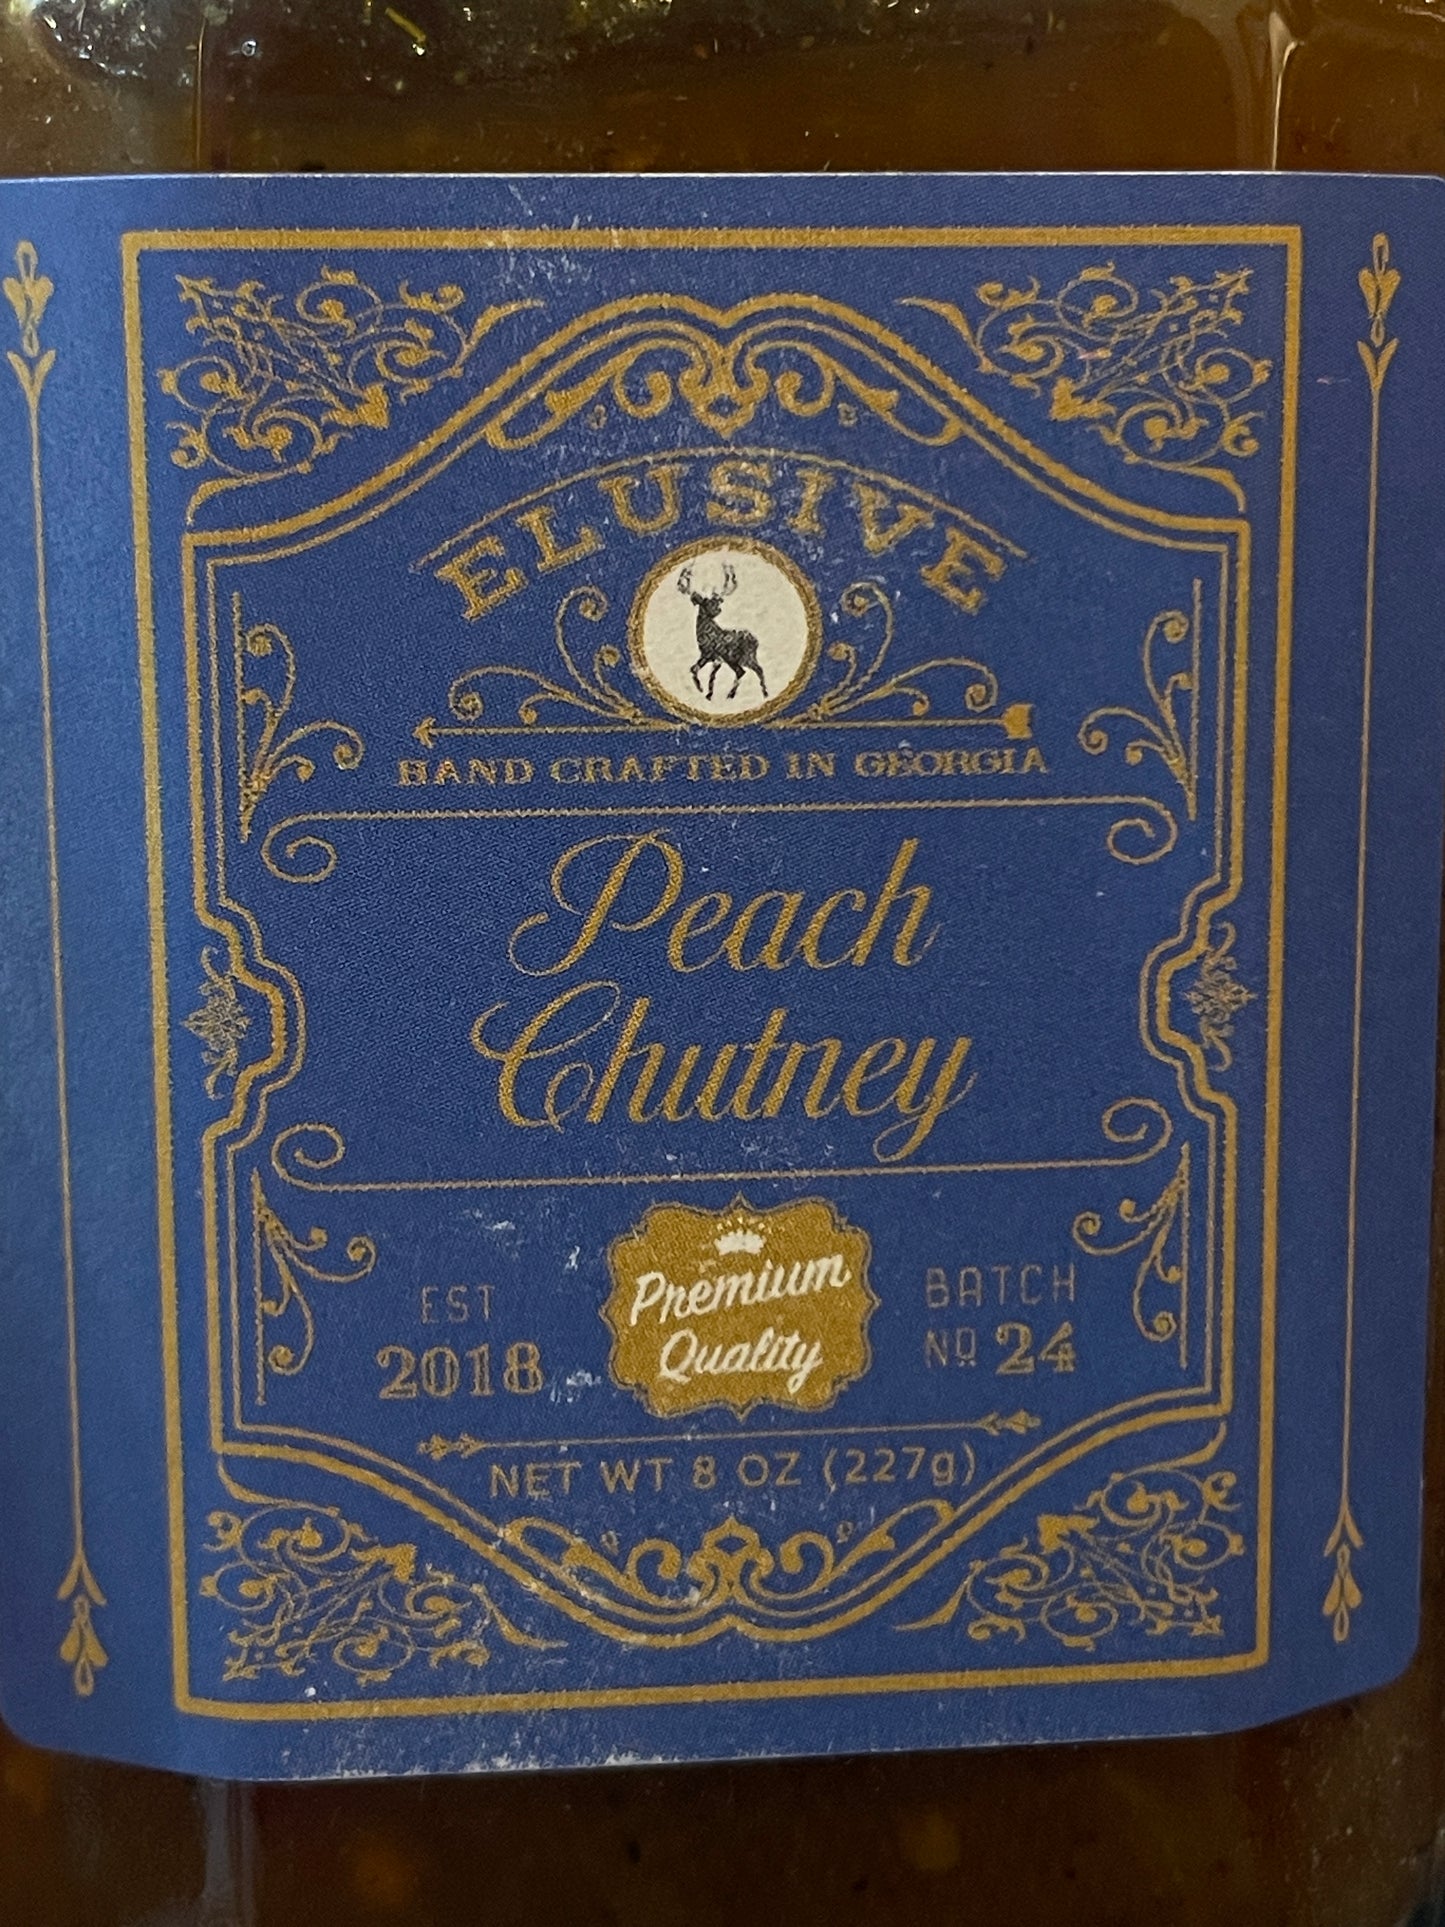 ELUSIVE
HAND CRAFTED IN GEORGIA
Peach
Chutney
EST
2018
Premium
Quality
BATCH
NO 24
NET WT 8 OZ (227g)